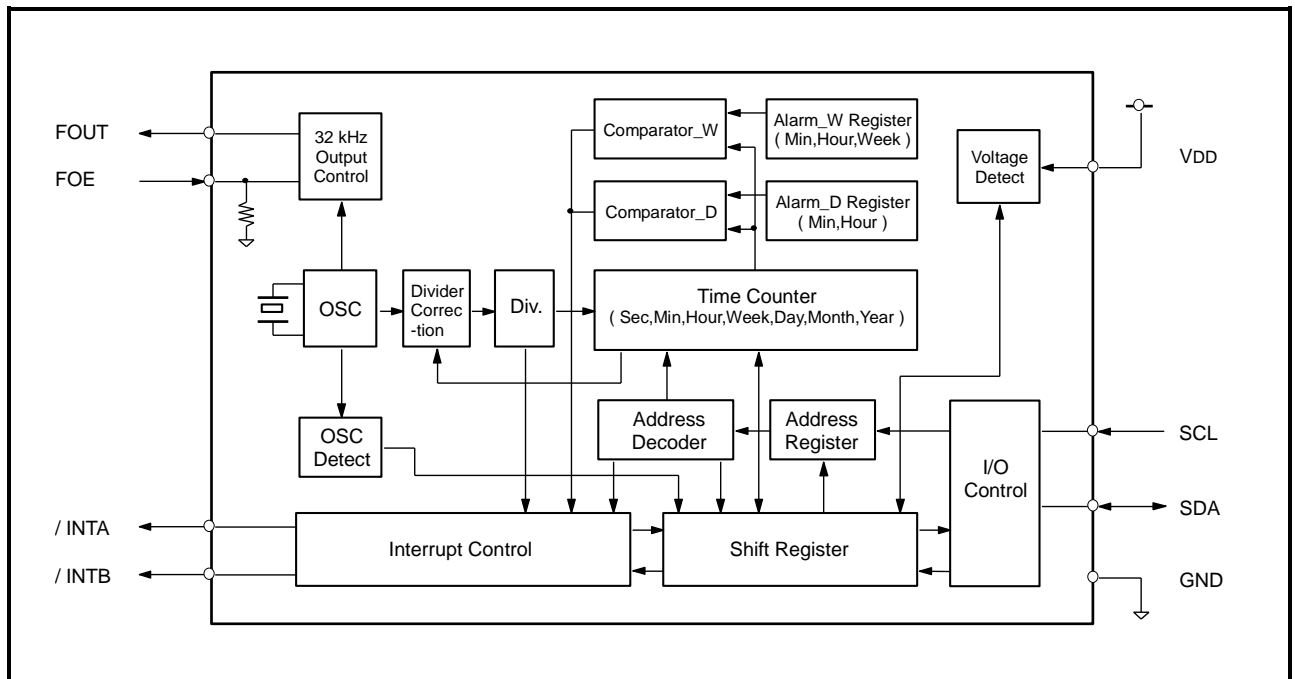 FOUT
FOE
32 kHz
Output
Control
Comparator_W
Alarm_W Register
( Min,Hour,Week )
Voltage
Detect
VDD
Comparator_D
Alarm_D Register
( Min,Hour )
OSC
Divider
Correc
-tion
Div.
Time Counter
( Sec,Min,Hour,Week,Day,Month,Year )
OSC
Detect
Address
Decoder
Address
Register
I/O
Control
SCL
SDA
/ INTA
/ INTB
Interrupt Control
Shift Register
GND